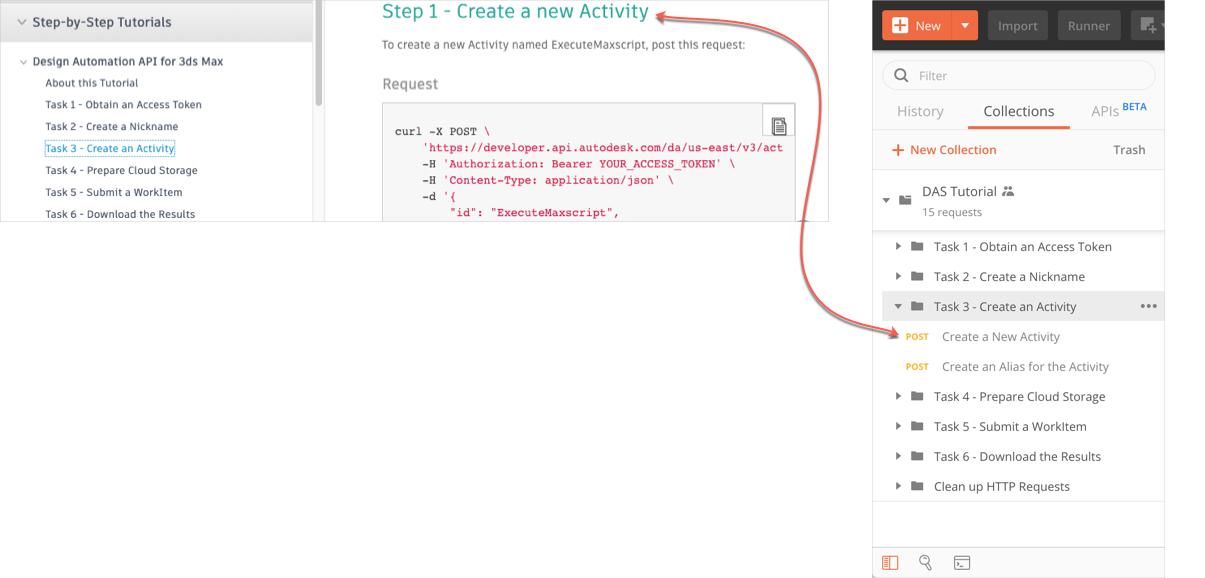 Step-by-Step Tutorials
Design Automation API for 3ds Max
About this Tutorial
Task 1 - Obtain an Access Token
Task 2 - Create a Nickname
Task 3 - Create an Activity
Task 4 - Prepare Cloud Storage
Task 5 - Submit a WorkItem
Task 6 - Download the Results
Step 1 - Create a new Activity
To create a new Activity named ExecuteMaxscript, post this request:
Request
curl -X POST \
'https://developer.api.autodesk.com/da/us-east/v3/act
-H 'Authorization: Bearer YOUR_ACCESS_TOKEN' \
-H 'Content-Type: application/json' \
-d '{
"id": "ExecuteMaxscript",
New
Import
Runner
Filter
History
Collections
APIs BETA
+ New Collection
Trash
DAS Tutorial
15 requests
Task 1 - Obtain an Access Token
Task 2 - Create a Nickname
Task 3 - Create an Activity
POST Create a New Activity
POST Create an Alias for the Activity
Task 4 - Prepare Cloud Storage
Task 5 - Submit a WorkItem
Task 6 - Download the Results
Clean up HTTP Requests